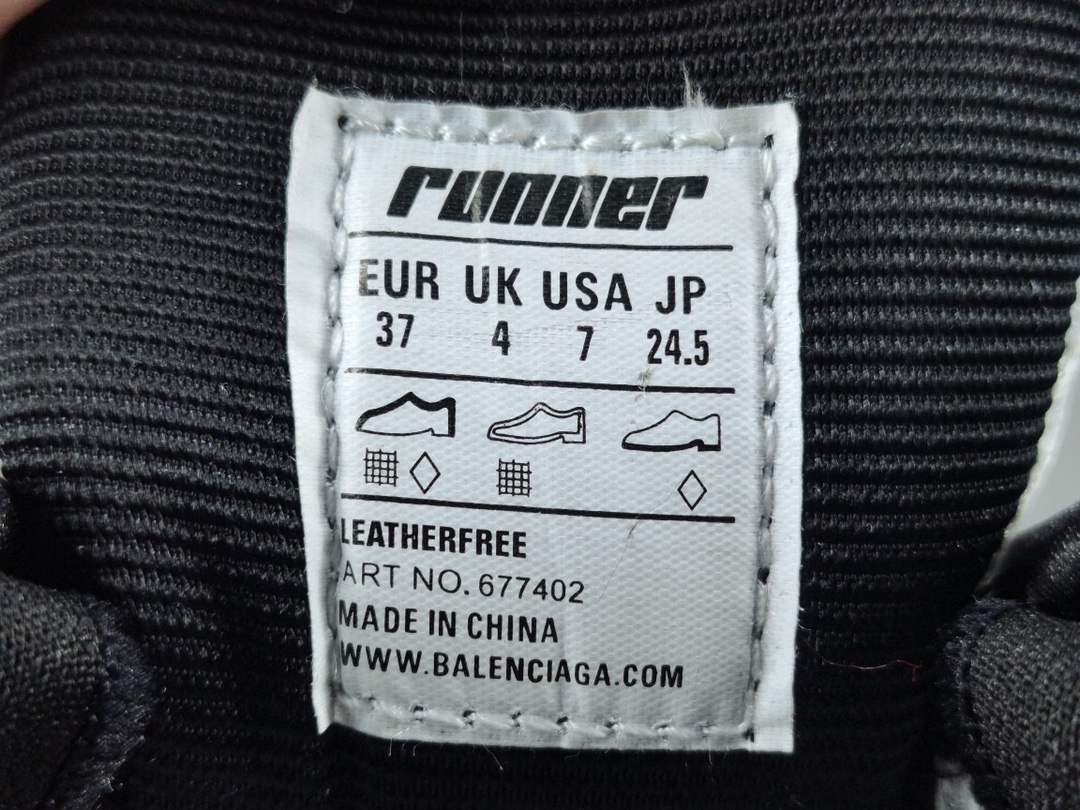 runner
EUR UK USA JP
37 4 7 24.5
LEATHERFREE
ART NO. 677402
MADE IN CHINA
WWW.BALENCIAGA.COM